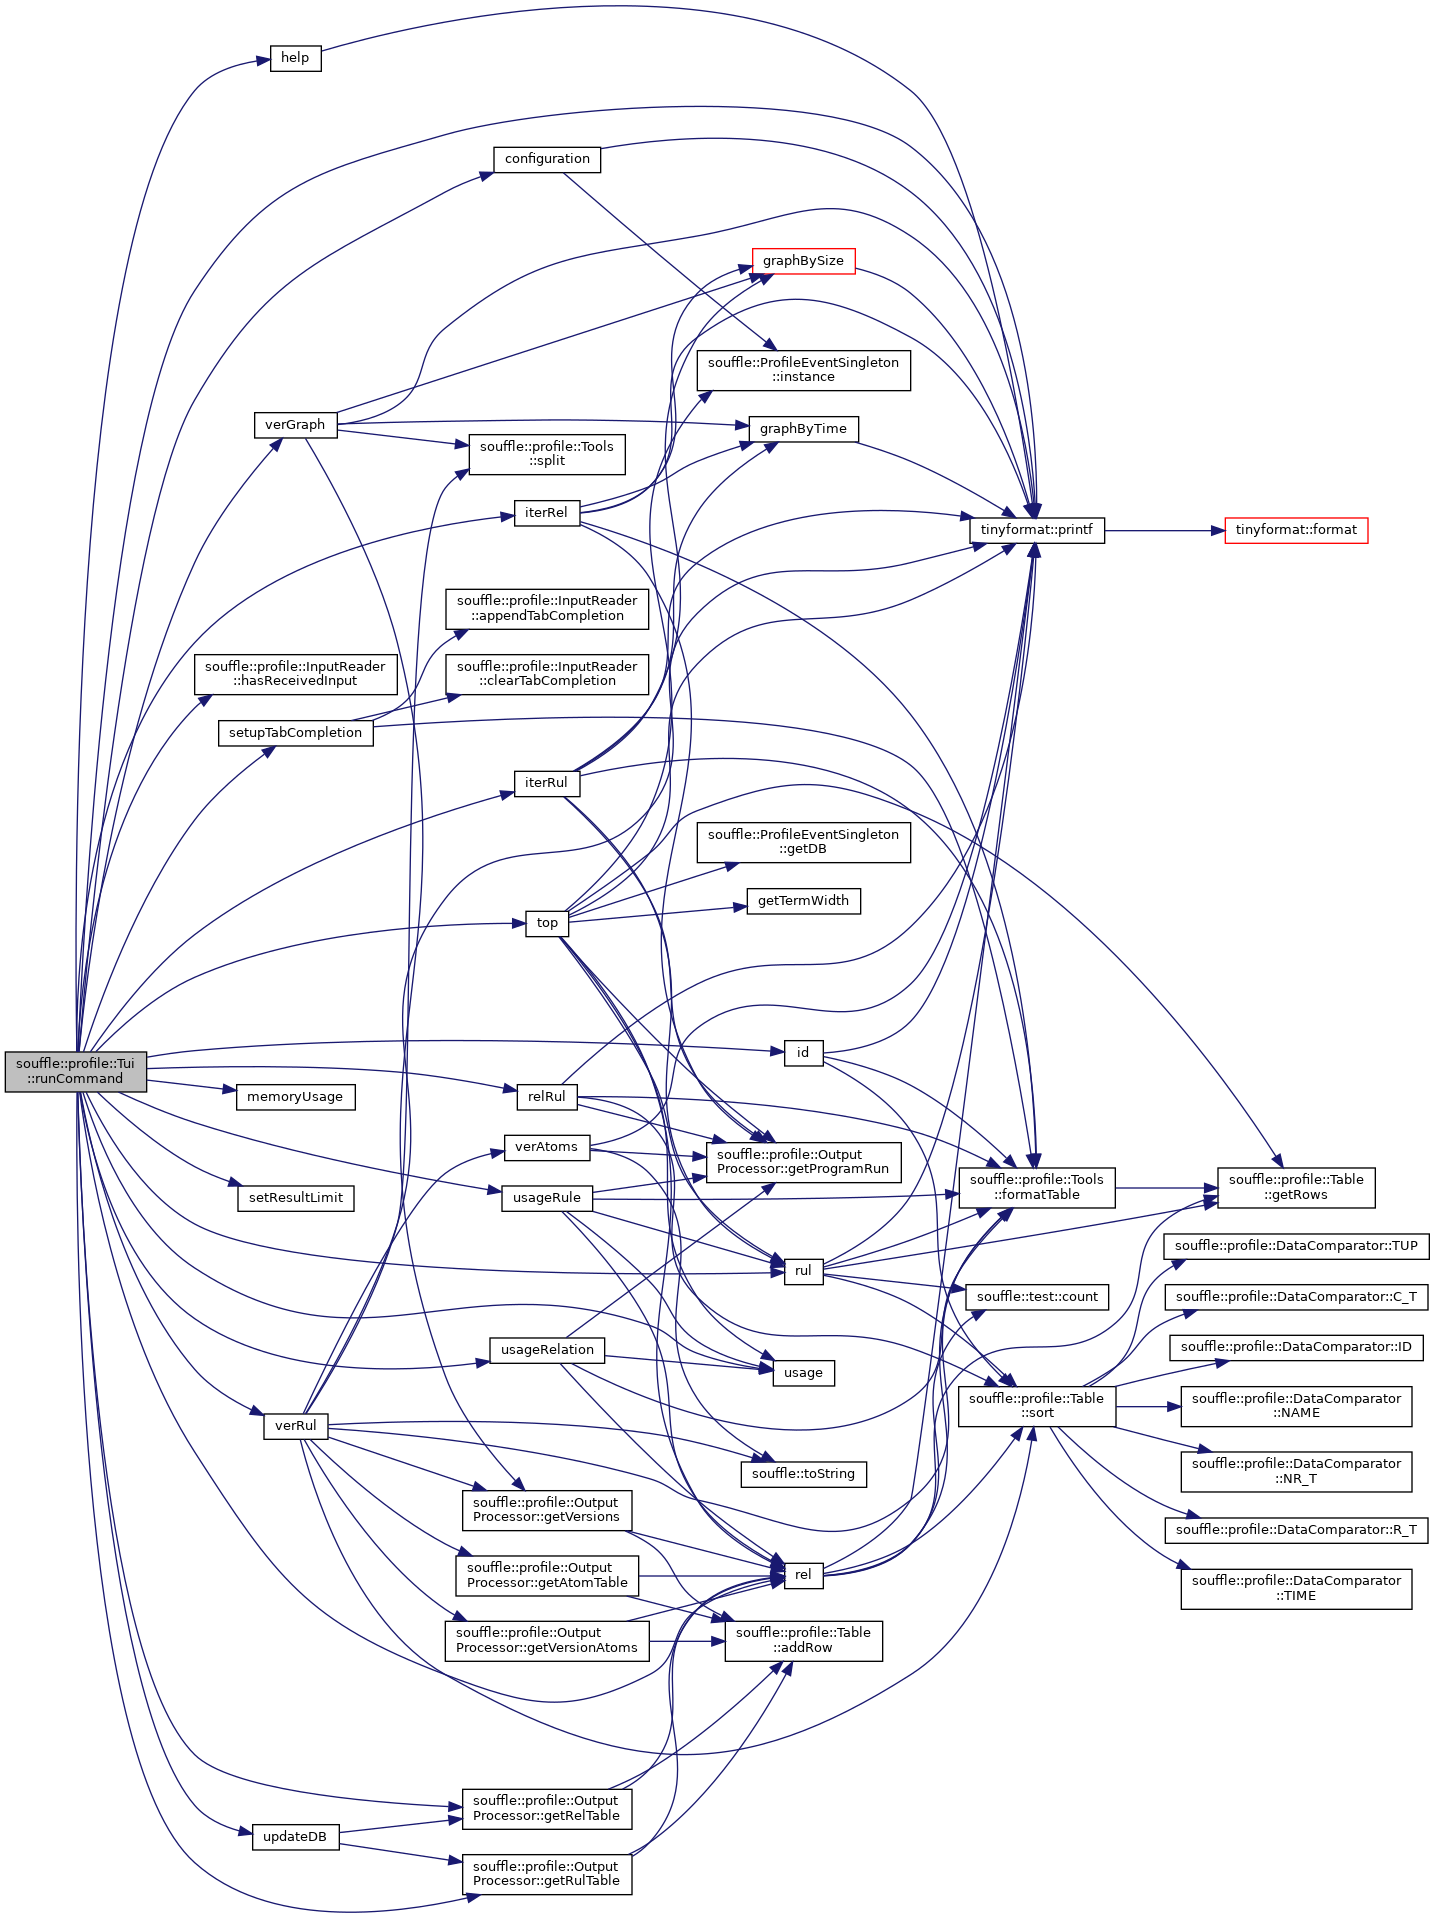 help
configuration
graphBySize
souffle::ProfileEventSingleton
::instance
verGraph
graphByTime
souffle::profile::Tools
::split
iterRel
tinyformat::printf
tinyformat::format
souffle::profile::InputReader
::appendTabCompletion
souffle::profile::InputReader
::hasReceivedInput
souffle::profile::InputReader
::clearTabCompletion
setupTabCompletion
iterRul
souffle::ProfileEventSingleton
::getDB
getTermWidth
top
id
souffle::profile::Tui
::runCommand
memoryUsage
relRul
verAtoms
souffle::profile::Output
Processor::getProgramRun
setResultLimit
usageRule
souffle::profile::Tools
::formatTable
souffle::profile::Table
::getRows
souffle::profile::DataComparator::TUP
rul
souffle::test::count
souffle::profile::DataComparator::C_T
usageRelation
usage
souffle::profile::DataComparator::ID
souffle::profile::Table
::sort
souffle::profile::DataComparator
::NAME
verRul
souffle::toString
souffle::profile::DataComparator
::NR_T
souffle::profile::Output
Processor::getVersions
souffle::profile::DataComparator::R_T
souffle::profile::Output
Processor::getAtomTable
rel
souffle::profile::DataComparator
::TIME
souffle::profile::Output
Processor::getVersionAtoms
souffle::profile::Table
::addRow
souffle::profile::Output
Processor::getRelTable
updateDB
souffle::profile::Output
Processor::getRulTable